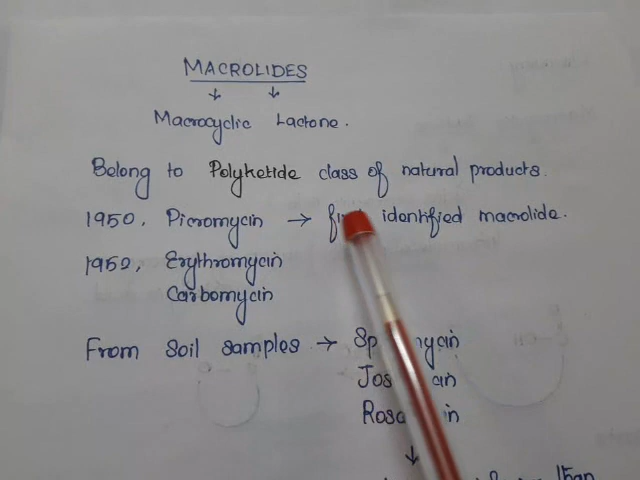 MACROLIDES
Macrocyclic Lactone.
Belong to Polyketide class of natural products.
1950, Picromycin → identified macrolide.
1952, Erythromycin
Carbomycin
From Soil samples →
than